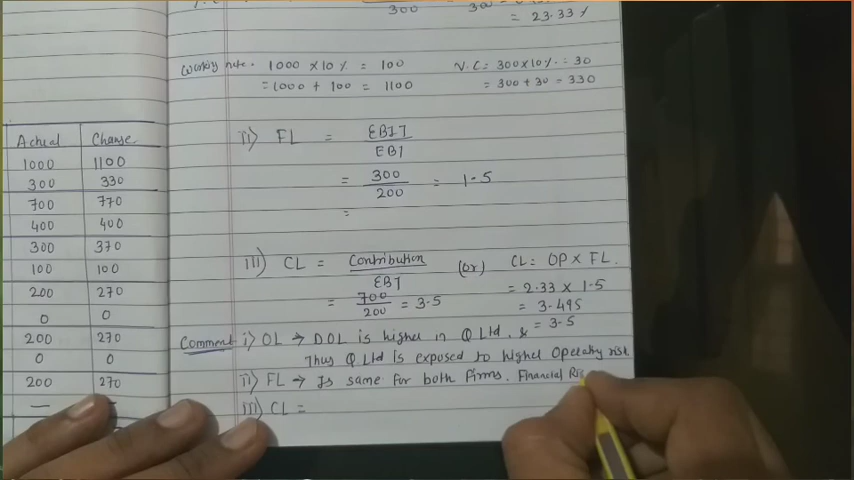 300
= 23.33 %
Working note. 1000 × 10 % = 100
= 1000 + 100 = 1100
V.C = 300 × 10 % = 30
= 300 + 30 = 330
Actual Change
1000 1100
300 330
700 770
400 400
300 370
100 100
200 270
0 0
200 270
0 0
200 270
— —
ii) FL = EBIT
EBT
= 300
200
= 1.5
=
iii) CL = Contribution
EBT
= 700
200
= 3.5
(or) CL = OP × FL.
= 2.33 × 1.5
= 3.495
= 3.5
Comment i) OL → DOL is higher in Q Ltd, &
Thus Q Ltd is exposed to higher Operating risk
ii) FL → Is same for both Firms. Financial Ris
iii) CL =